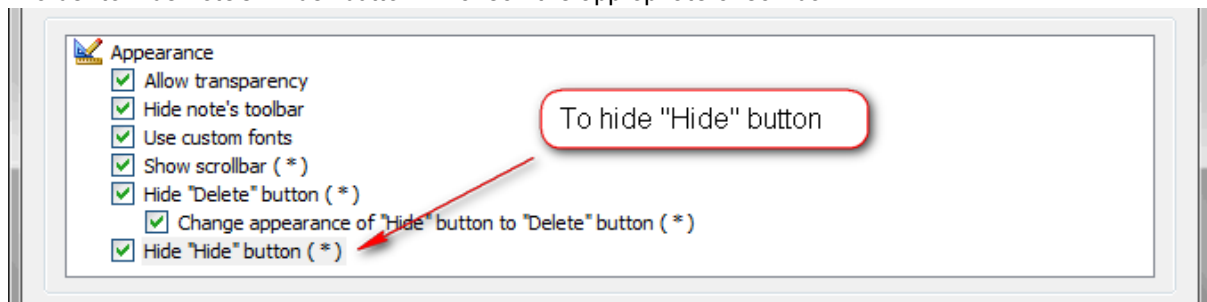 Appearance
Allow transparency
Hide note's toolbar
Use custom fonts
Show scrollbar ( * )
Hide "Delete" button ( * )
Change appearance of "Hide" button to "Delete" button ( * )
Hide "Hide" button ( * )
To hide "Hide" button